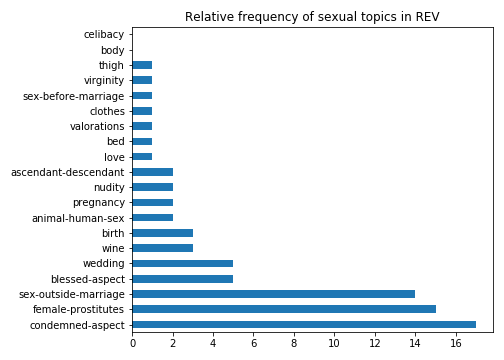 Relative frequency of sexual topics in REV
celibacy
body
thigh
virginity
sex-before-marriage
clothes
valorations
bed
love
ascendant-descendant
nudity
pregnancy
animal-human-sex
birth
wine
wedding
blessed-aspect
sex-outside-marriage
female-prostitutes
condemned-aspect
0 2 4 6 8 10 12 14 16